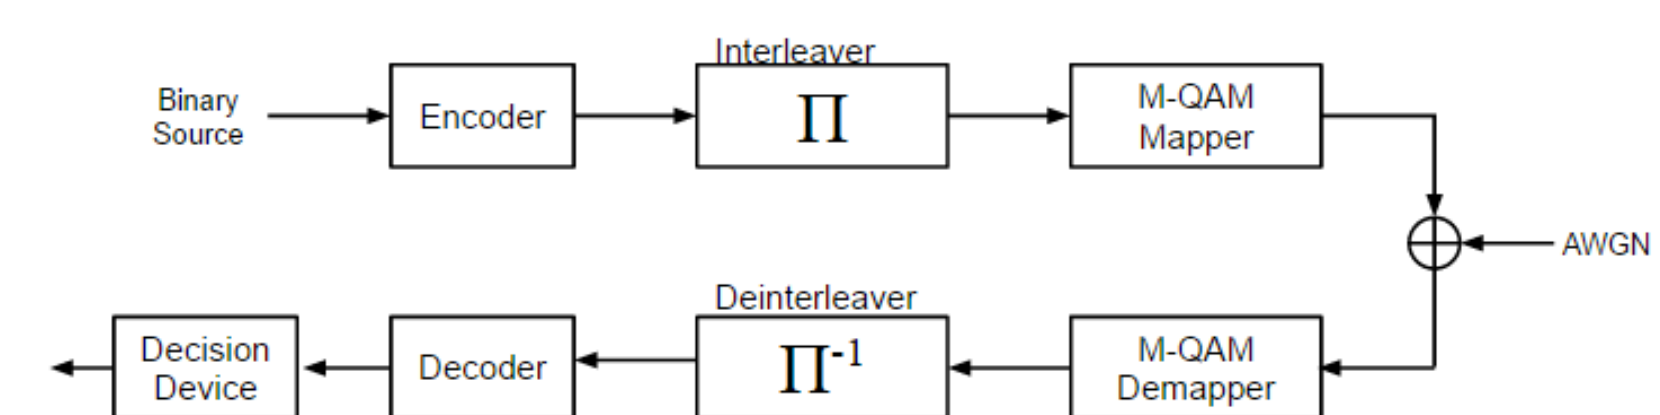 Interleaver
Binary
Source
Encoder
Π
M-QAM
Mapper
AWGN
Deinterleaver
Decision
Device
Decoder
Π-1
M-QAM
Demapper